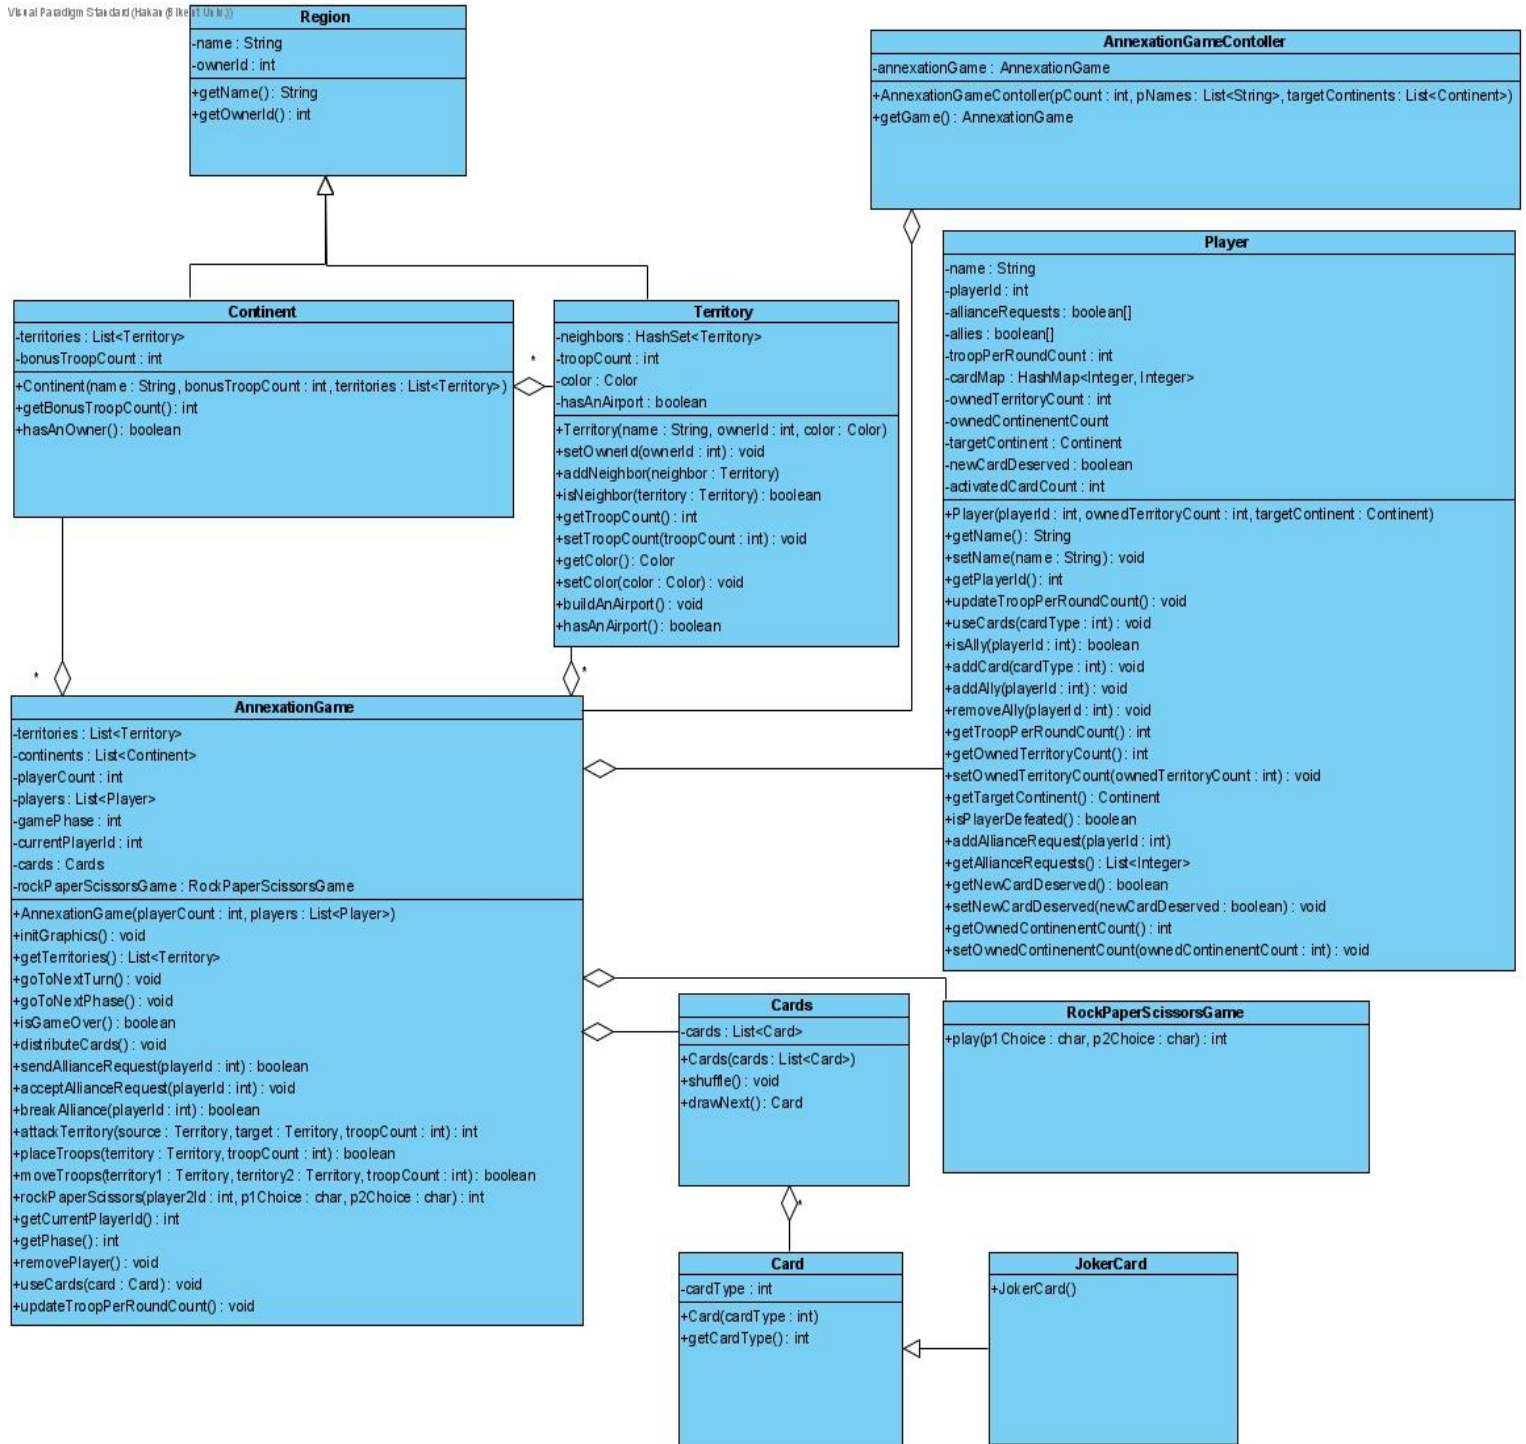 Visual Paradigm Standard (Hakan (Bilkent Univ.))
Region
-name : String
-ownerId : int
+getName() : String
+getOwnerId() : int
AnnexationGameContoller
-annexationGame : AnnexationGame
+AnnexationGameContoller(pCount : int, pNames : List<String>, targetContinents : List<Continent>)
+getGame() : AnnexationGame
Continent
-territories : List<Territory>
-bonusTroopCount : int
+Continent(name : String, bonusTroopCount : int, territories : List<Territory>)
+getBonusTroopCount() : int
+hasAnOwner() : boolean
*
Territory
-neighbors : HashSet<Territory>
-troopCount : int
-color : Color
-hasAnAirport : boolean
+Territory(name : String, ownerId : int, color : Color)
+setOwnerId(ownerId : int) : void
+addNeighbor(neighbor : Territory)
+isNeighbor(territory : Territory) : boolean
+getTroopCount() : int
+setTroopCount(troopCount : int) : void
+getColor() : Color
+setColor(color : Color) : void
+buildAnAirport() : void
+hasAnAirport() : boolean
Player
-name : String
-playerId : int
-allianceRequests : boolean[]
-allies : boolean[]
-troopPerRoundCount : int
-cardMap : HashMap<Integer, Integer>
-ownedTerritoryCount : int
-ownedContinenentCount
-targetContinent : Continent
-newCardDeserved : boolean
-activatedCardCount : int
+Player(playerId : int, ownedTerritoryCount : int, targetContinent : Continent)
+getName() : String
+setName(name : String) : void
+getPlayerId() : int
+updateTroopPerRoundCount() : void
+useCards(cardType : int) : void
+isAlly(playerId : int) : boolean
+addCard(cardType : int) : void
+addAlly(playerId : int) : void
+removeAlly(playerId : int) : void
+getTroopPerRoundCount() : int
+getOwnedTerritoryCount() : int
+setOwnedTerritoryCount(ownedTerritoryCount : int) : void
+getTargetContinent() : Continent
+isPlayerDefeated() : boolean
+addAllianceRequest(playerId : int)
+getAllianceRequests() : List<Integer>
+getNewCardDeserved() : boolean
+setNewCardDeserved(newCardDeserved : boolean) : void
+getOwnedContinenentCount() : int
+setOwnedContinenentCount(ownedContinenentCount : int) : void
*
*
AnnexationGame
-territories : List<Territory>
-continents : List<Continent>
-playerCount : int
-players : List<Player>
-gamePhase : int
-currentPlayerId : int
-cards : Cards
-rockPaperScissorsGame : RockPaperScissorsGame
+AnnexationGame(playerCount : int, players : List<Player>)
+initGraphics() : void
+getTerritories() : List<Territory>
+goToNextTurn() : void
+goToNextPhase() : void
+isGameOver() : boolean
+distributeCards() : void
+sendAllianceRequest(playerId : int) : boolean
+acceptAllianceRequest(playerId : int) : void
+breakAlliance(playerId : int) : boolean
+attackTerritory(source : Territory, target : Territory, troopCount : int) : int
+placeTroops(territory : Territory, troopCount : int) : boolean
+moveTroops(territory1 : Territory, territory2 : Territory, troopCount : int) : boolean
+rockPaperScissors(player2Id : int, p1Choice : char, p2Choice : char) : int
+getCurrentPlayerId() : int
+getPhase() : int
+removePlayer() : void
+useCards(card : Card) : void
+updateTroopPerRoundCount() : void
Cards
-cards : List<Card>
+Cards(cards : List<Card>)
+shuffle() : void
+drawNext() : Card
RockPaperScissorsGame
+play(p1Choice : char, p2Choice : char) : int
*
Card
-cardType : int
+Card(cardType : int)
+getCardType() : int
JokerCard
+JokerCard()